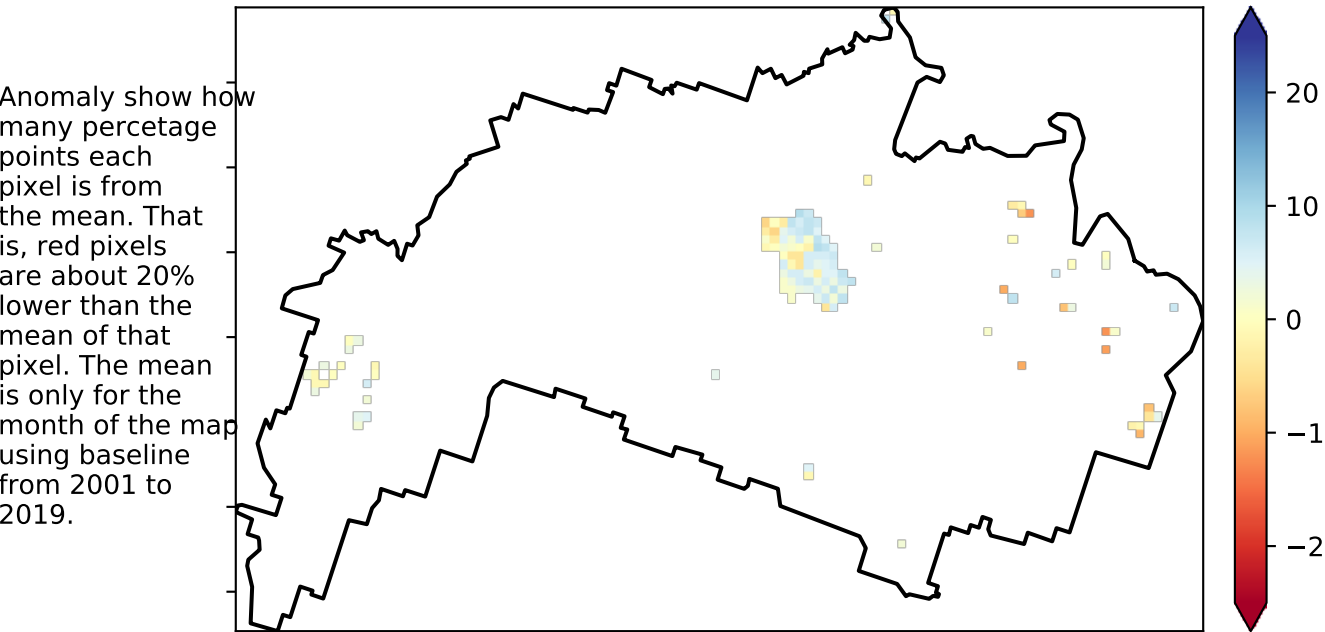 Anomaly show how
many percetage
points each
pixel is from
the mean. That
is, red pixels
are about 20%
lower than the
mean of that
pixel. The mean
is only for the
month of the map
using baseline
from 2001 to
2019.
20
10
0
−1
−2